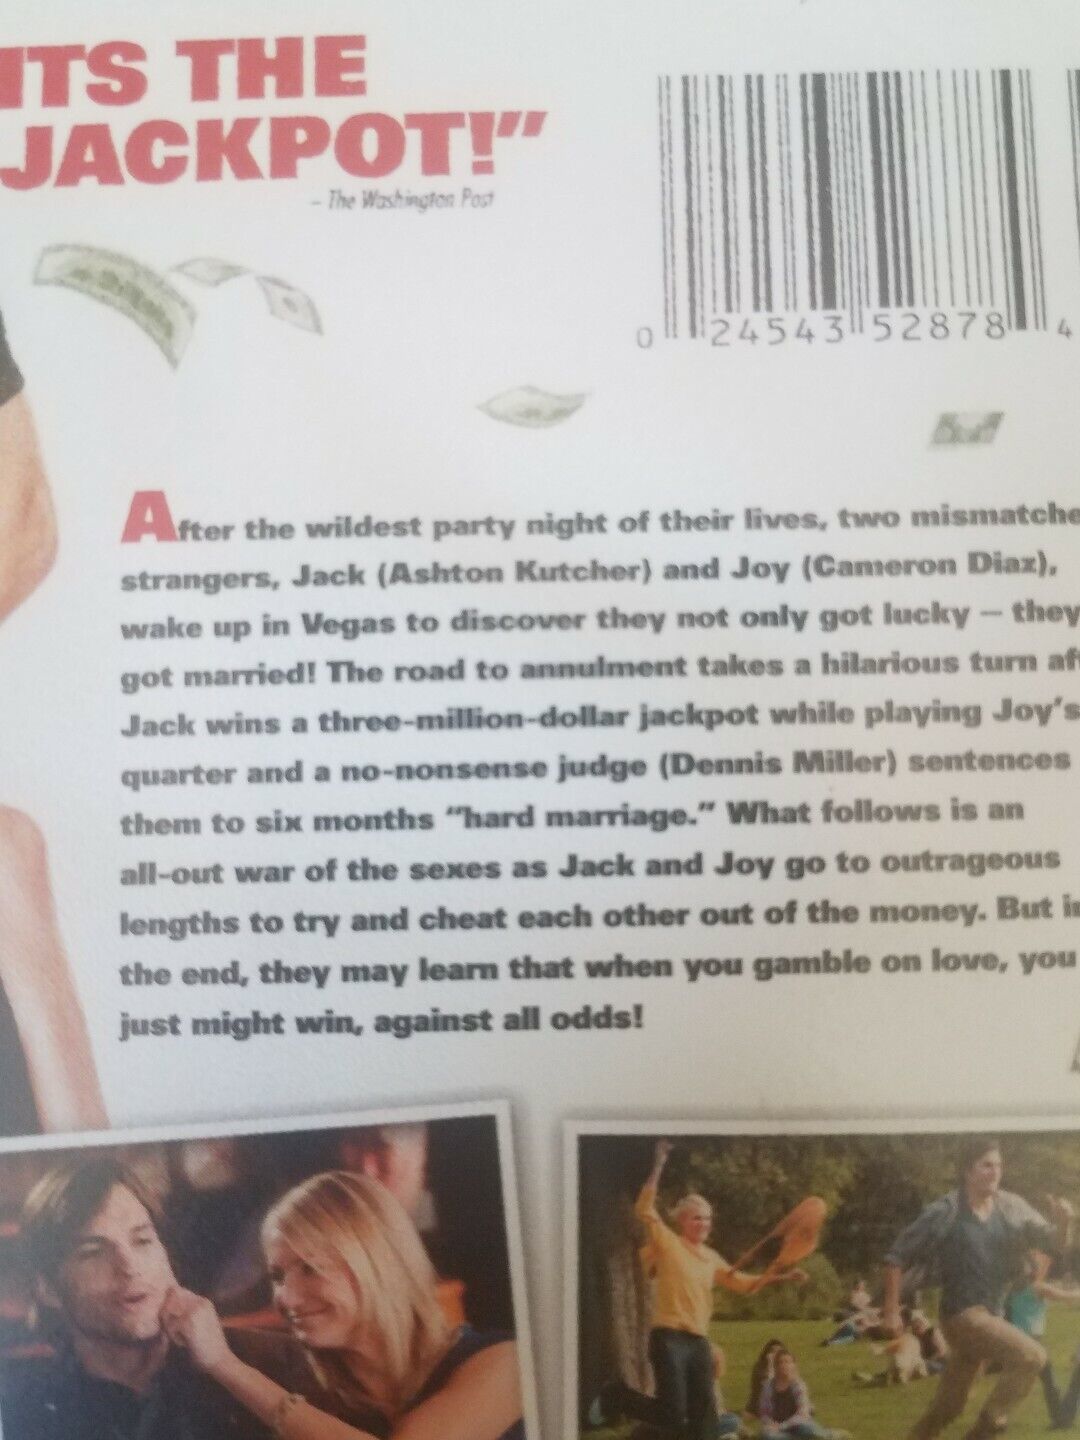 ITS THE
JACKPOT!”
– The Washington Post
0 24543 52878 4
After the wildest party night of their lives, two mismatche
strangers, Jack (Ashton Kutcher) and Joy (Cameron Diaz),
wake up in Vegas to discover they not only got lucky — they
got married! The road to annulment takes a hilarious turn aft
Jack wins a three-million-dollar jackpot while playing Joy’s
quarter and a no-nonsense judge (Dennis Miller) sentences
them to six months “hard marriage.” What follows is an
all-out war of the sexes as Jack and Joy go to outrageous
lengths to try and cheat each other out of the money. But in
the end, they may learn that when you gamble on love, you
just might win, against all odds!